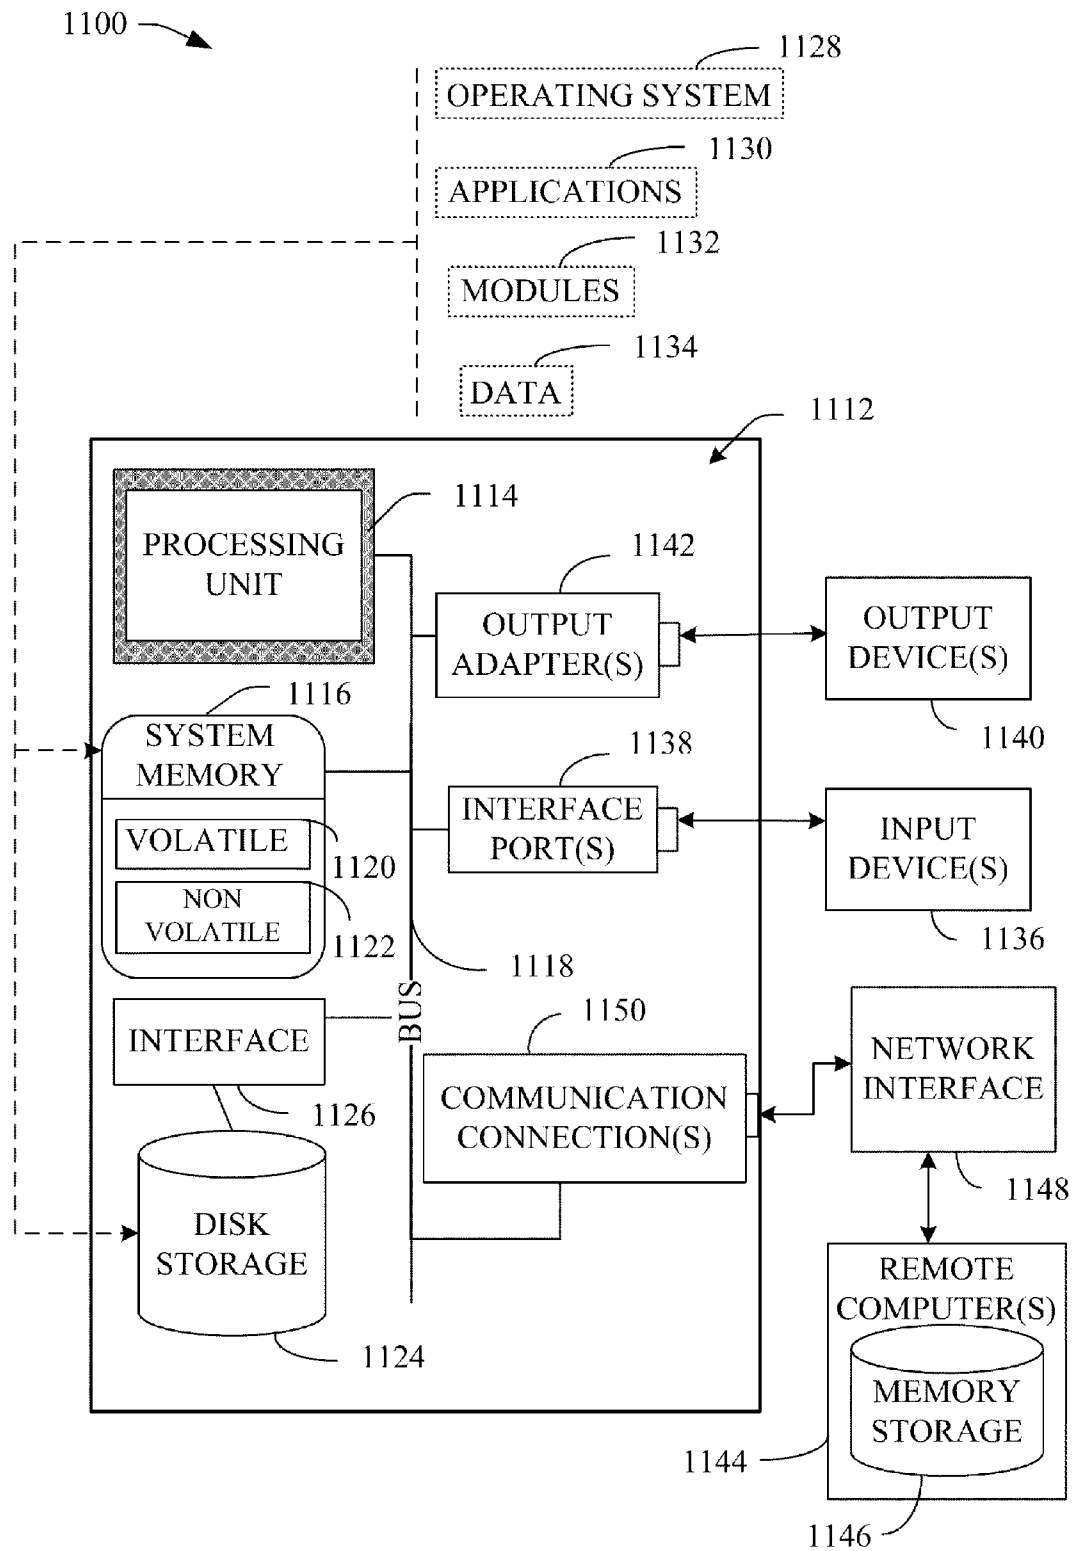 1100
1128
OPERATING SYSTEM
1130
APPLICATIONS
1132
MODULES
1134
DATA
1112
PROCESSING
UNIT
1114
1142
OUTPUT
ADAPTER(S)
OUTPUT
DEVICE(S)
1140
1116
SYSTEM
MEMORY
VOLATILE
1120
NON
VOLATILE
1122
1138
INTERFACE
PORT(S)
INPUT
DEVICE(S)
1136
1118
BUS
INTERFACE
1126
1150
COMMUNICATION
CONNECTION(S)
NETWORK
INTERFACE
1148
DISK
STORAGE
1124
REMOTE
COMPUTER(S)
MEMORY
STORAGE
1144
1146